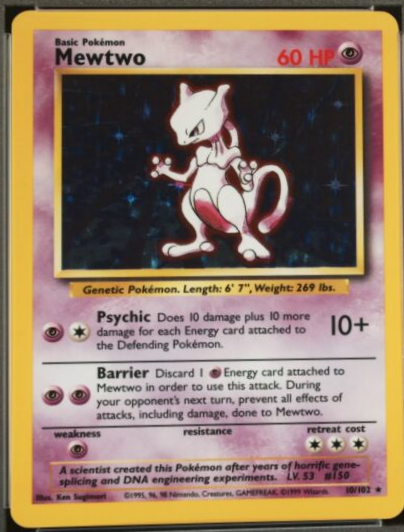 Basic Pokémon
Mewtwo 60 HP
Genetic Pokémon. Length: 6' 7", Weight: 269 lbs.
Psychic Does 10 damage plus 10 more
damage for each Energy card attached to
the Defending Pokémon.
10+
Barrier Discard 1 Energy card attached to
Mewtwo in order to use this attack. During
your opponent's next turn, prevent all effects of
attacks, including damage, done to Mewtwo.
weakness resistance retreat cost
A scientist created this Pokémon after years of horrific gene-
splicing and DNA engineering experiments. LV. 53 #150
Illus. Ken Sugimori ©1995, 96, 98 Nintendo, Creatures, GAMEFREAK. ©1999 Wizards. 10/102 ★